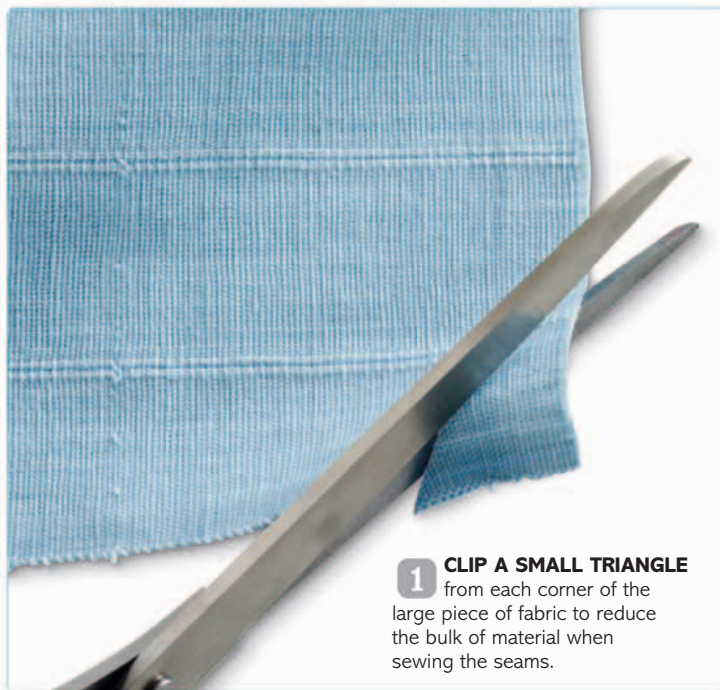 1 CLIP A SMALL TRIANGLE
from each corner of the
large piece of fabric to reduce
the bulk of material when
sewing the seams.